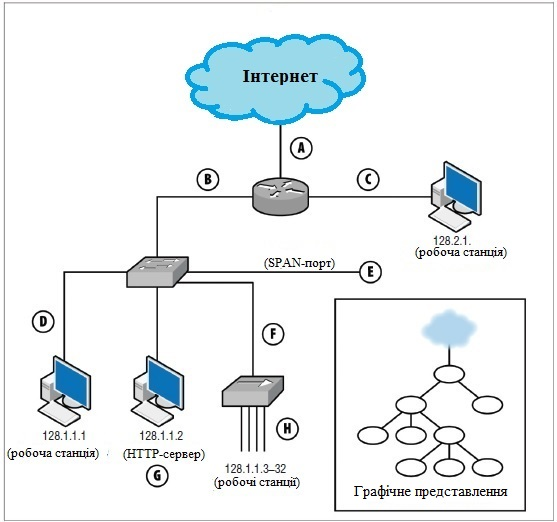 Інтернет
A
B
C
128.2.1.
(робоча станція)
(SPAN-порт)
E
D
F
H
128.1.1.1
(робоча станція)
128.1.1.2
(HTTP-сервер)
G
128.1.1.3–32
(робочі станції)
Графічне представлення